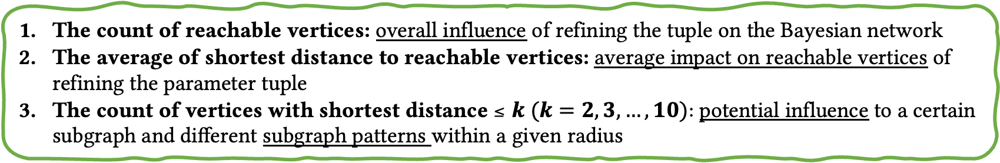 1. The count of reachable vertices: overall influence of refining the tuple on the Bayesian network
2. The average of shortest distance to reachable vertices: average impact on reachable vertices of
refining the parameter tuple
3. The count of vertices with shortest distance ≤ k (k = 2, 3, ..., 10): potential influence to a certain
subgraph and different subgraph patterns within a given radius